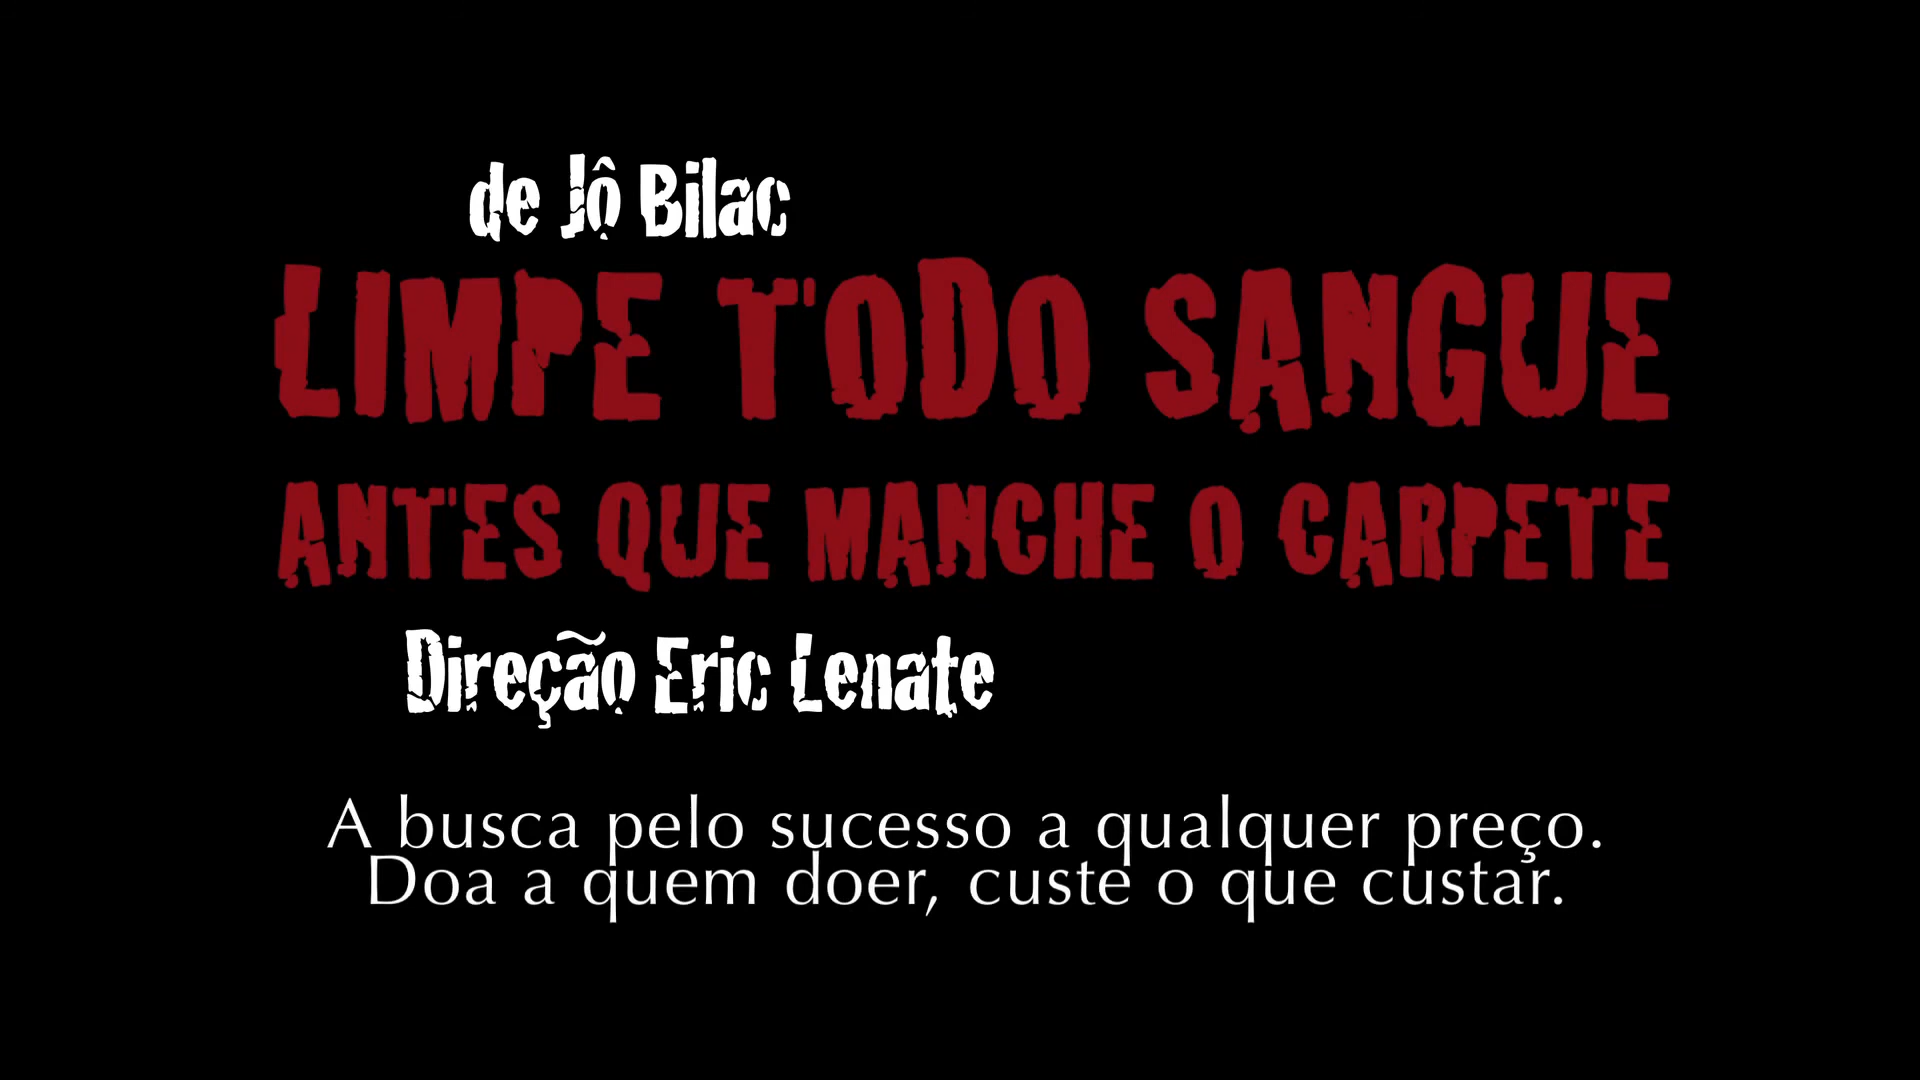 de Jô Bilac
LIMPE TODO SANGUE
ANTES QUE MANCHE O CARPETE
Direção Eric Lenate
A busca pelo sucesso a qualquer preço.
Doa a quem doer, custe o que custar.